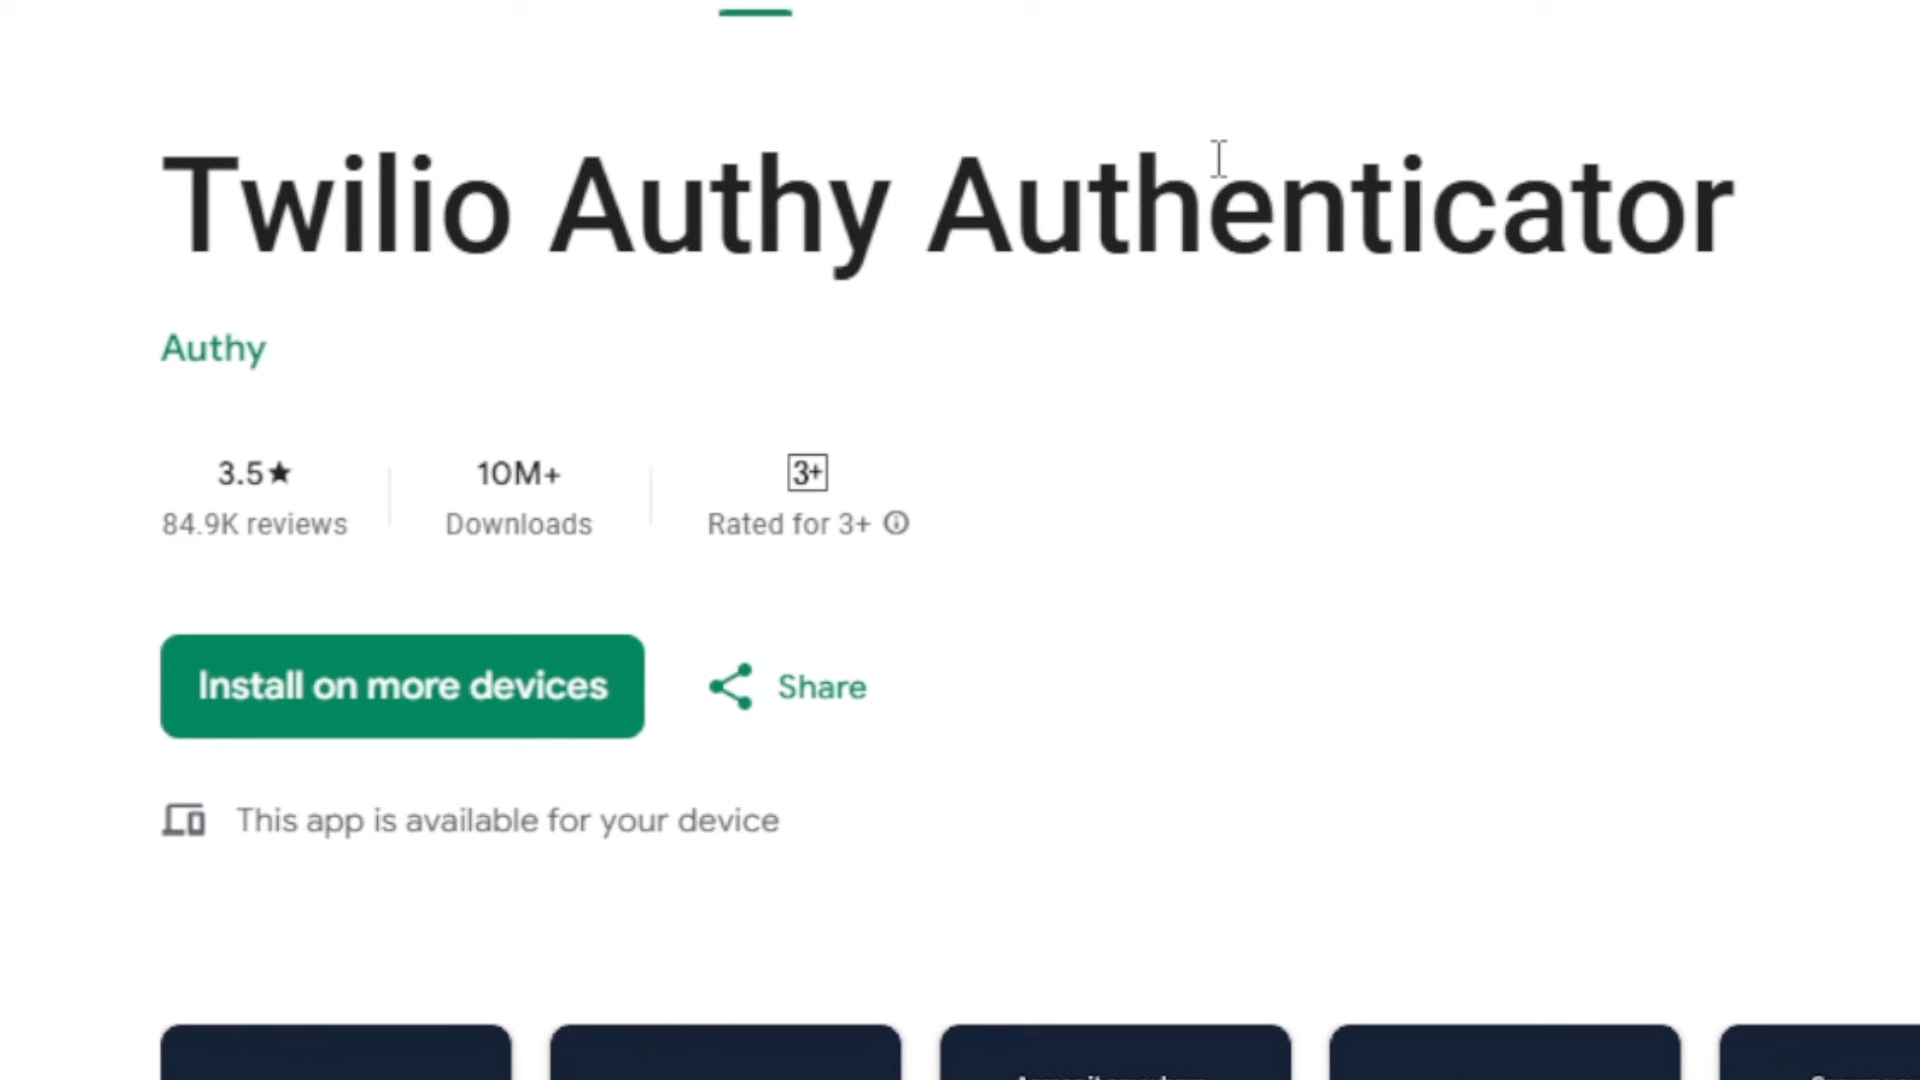 Twilio Authy Authenticator
Authy
3.5★ 10M+ 3+
84.9K reviews Downloads Rated for 3+
Install on more devices Share
This app is available for your device